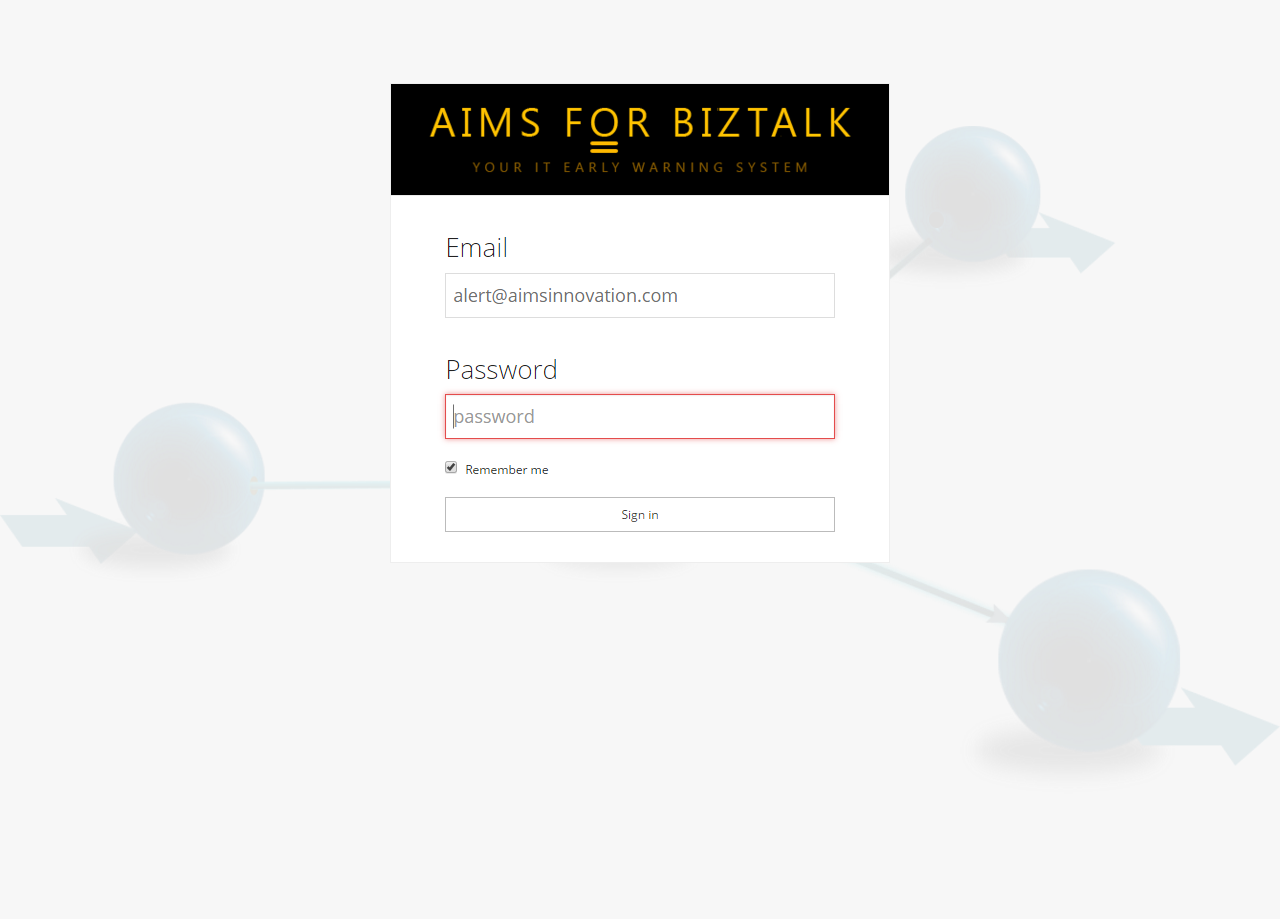 AIMS FOR BIZTALK
YOUR IT EARLY WARNING SYSTEM
Email
alert@aimsinnovation.com
Password
password
Remember me
Sign in